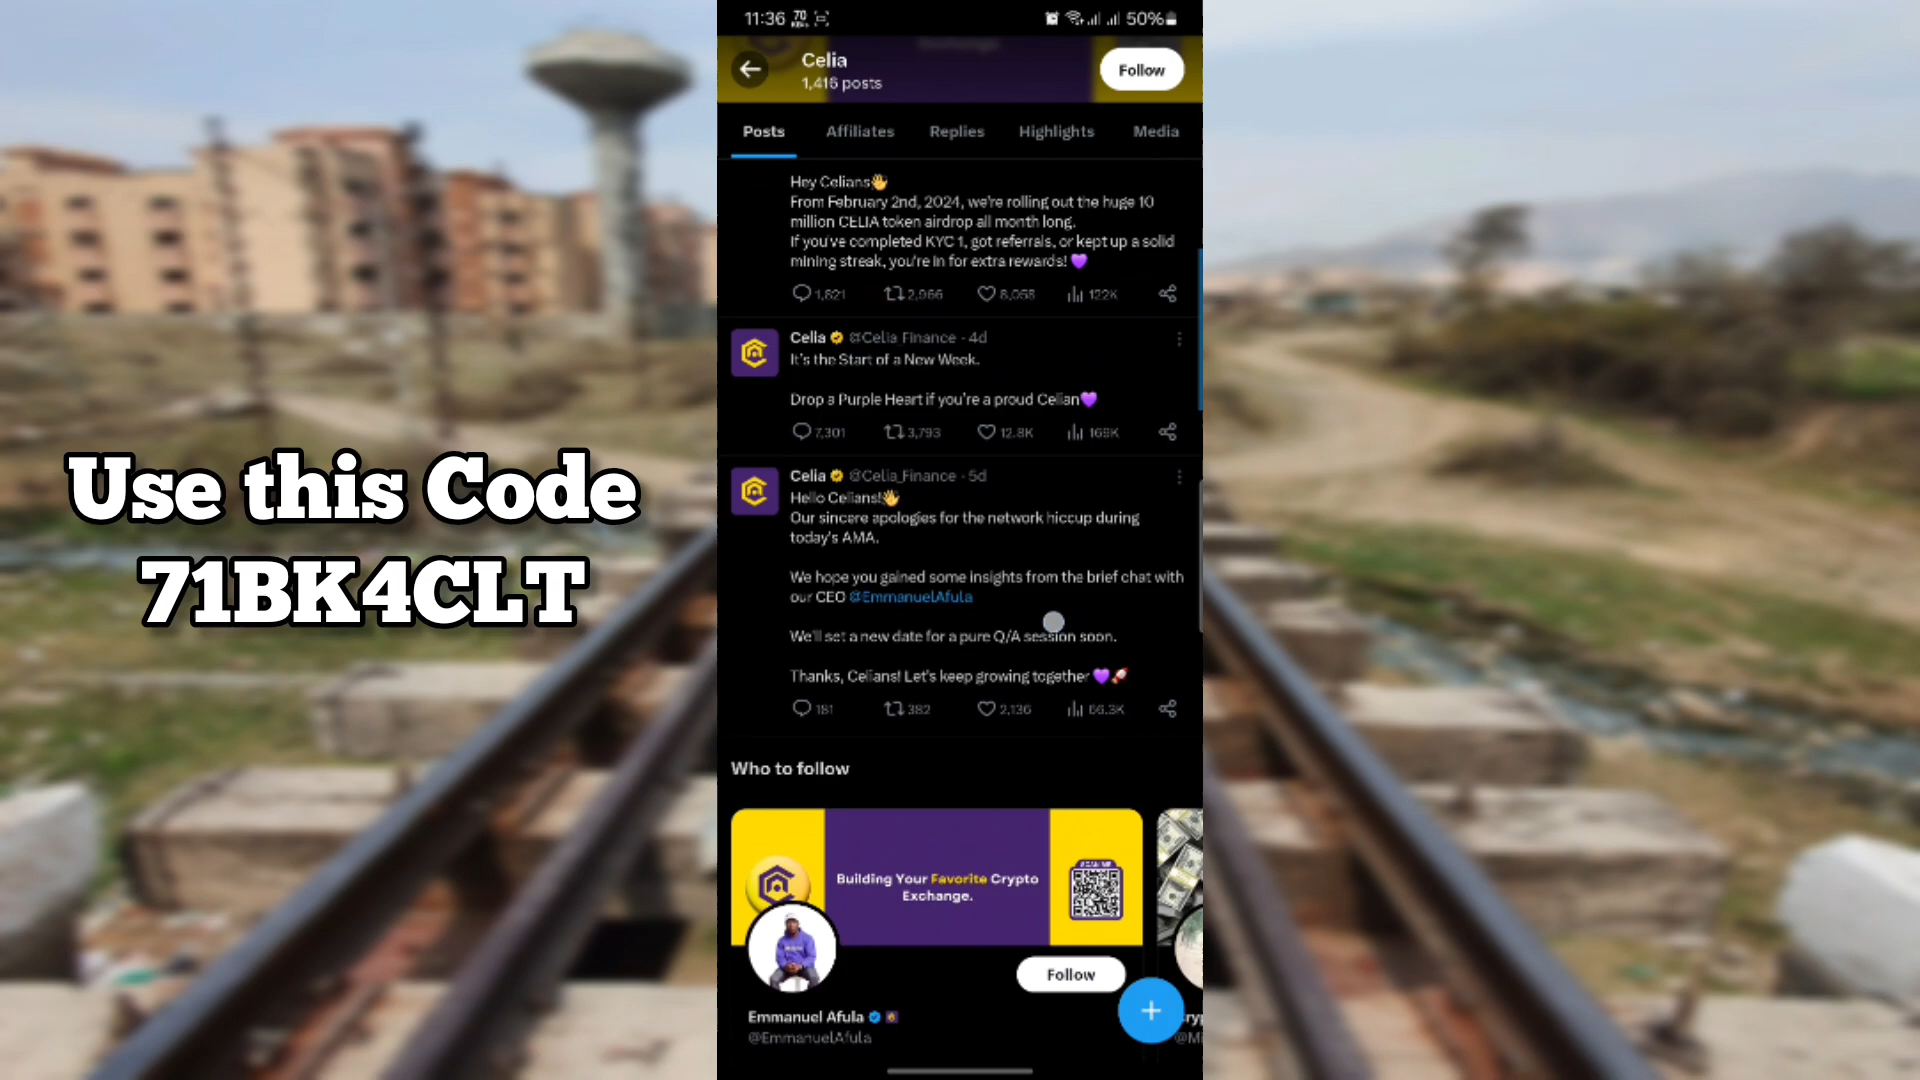 Use this Code
71BK4CLT
11:36
50%
Celia
1,416 posts
Follow
Posts Affiliates Replies Highlights Media
Hey Celians👋
From February 2nd, 2024, we're rolling out the huge 10
million CELIA token airdrop all month long.
If you've completed KYC 1, got referrals, or kept up a solid
mining streak, you're in for extra rewards! 💜
1,821 2,966 8,058 122K
Celia @Celia_Finance · 4d
It's the Start of a New Week.
Drop a Purple Heart if you're a proud Celian💜
7,301 3,793 12.8K 169K
Celia @Celia_Finance · 5d
Hello Celians!👋
Our sincere apologies for the network hiccup during
today's AMA.
We hope you gained some insights from the brief chat with
our CEO @EmmanuelAfula
We'll set a new date for a pure Q/A session soon.
Thanks, Celians! Let's keep growing together 💜🚀
181 382 2,136 66.3K
Who to follow
Building Your Favorite Crypto
Exchange.
SCAN ME
Follow
Emmanuel Afula
@EmmanuelAfula